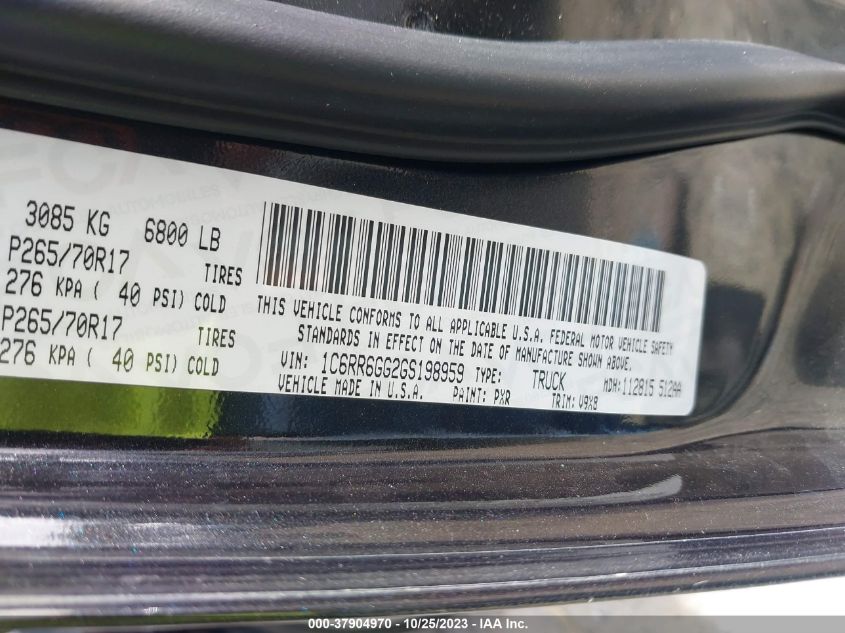 3085 KG 6800 LB
P265/70R17 TIRES
276 KPA ( 40 PSI) COLD
P265/70R17 TIRES
276 KPA ( 40 PSI) COLD
THIS VEHICLE CONFORMS TO ALL APPLICABLE U.S.A. FEDERAL MOTOR VEHICLE SAFETY
STANDARDS IN EFFECT ON THE DATE OF MANUFACTURE SHOWN ABOVE.
VIN: 1C6RR6GG2GS198959 TYPE: TRUCK MDH:112815 512AA
VEHICLE MADE IN U.S.A. PAINT: PXR TRIM: V9X8
000-37904970 - 10/25/2023 - IAA Inc.